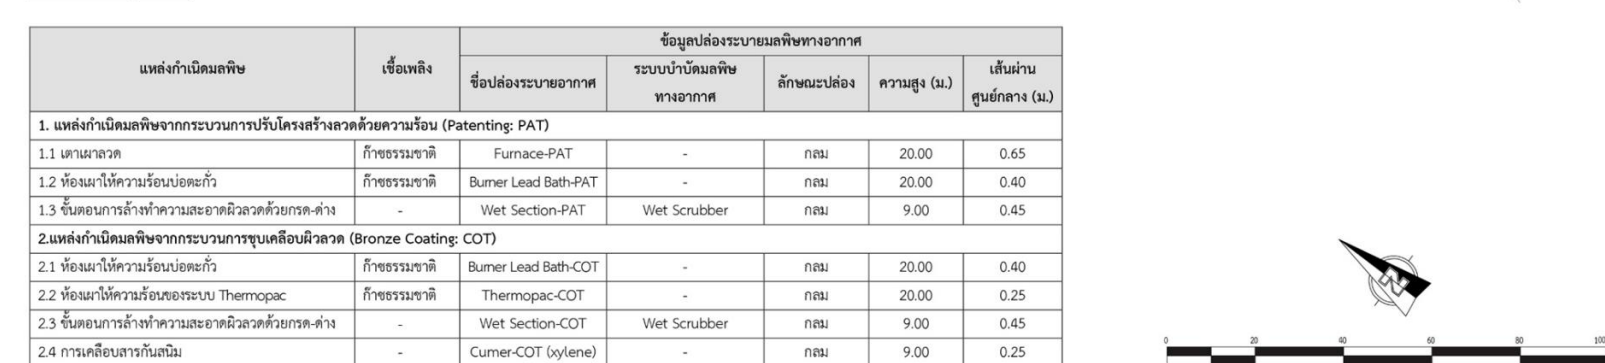 ข้อมูลปล่องระบายมลพิษทางอากาศ
แหล่งกำเนิดมลพิษ เชื้อเพลิง ชื่อปล่องระบายอากาศ ระบบบำบัดมลพิษ ลักษณะปล่อง ความสูง (ม.) เส้นผ่าน
ทางอากาศ ศูนย์กลาง (ม.)
1. แหล่งกำเนิดมลพิษจากกระบวนการปรับโครงสร้างลวดด้วยความร้อน (Patenting: PAT)
1.1 เตาเผาลวด ก๊าซธรรมชาติ Furnace-PAT - กลม 20.00 0.65
1.2 ห้องเผาให้ความร้อนบ่อตะกั่ว ก๊าซธรรมชาติ Burner Lead Bath-PAT - กลม 20.00 0.40
1.3 ขั้นตอนการล้างทำความสะอาดผิวลวดด้วยกรด-ด่าง - Wet Section-PAT Wet Scrubber กลม 9.00 0.45
2.แหล่งกำเนิดมลพิษจากกระบวนการชุบเคลือบผิวลวด (Bronze Coating: COT)
2.1 ห้องเผาให้ความร้อนบ่อตะกั่ว ก๊าซธรรมชาติ Burner Lead Bath-COT - กลม 20.00 0.40
2.2 ห้องเผาให้ความร้อนของระบบ Thermopac ก๊าซธรรมชาติ Thermopac-COT - กลม 20.00 0.25
2.3 ขั้นตอนการล้างทำความสะอาดผิวลวดด้วยกรด-ด่าง - Wet Section-COT Wet Scrubber กลม 9.00 0.45
2.4 การเคลือบสารกันสนิม - Cumer-COT (xylene) - กลม 9.00 0.25
N
0 20 40 60 80 100